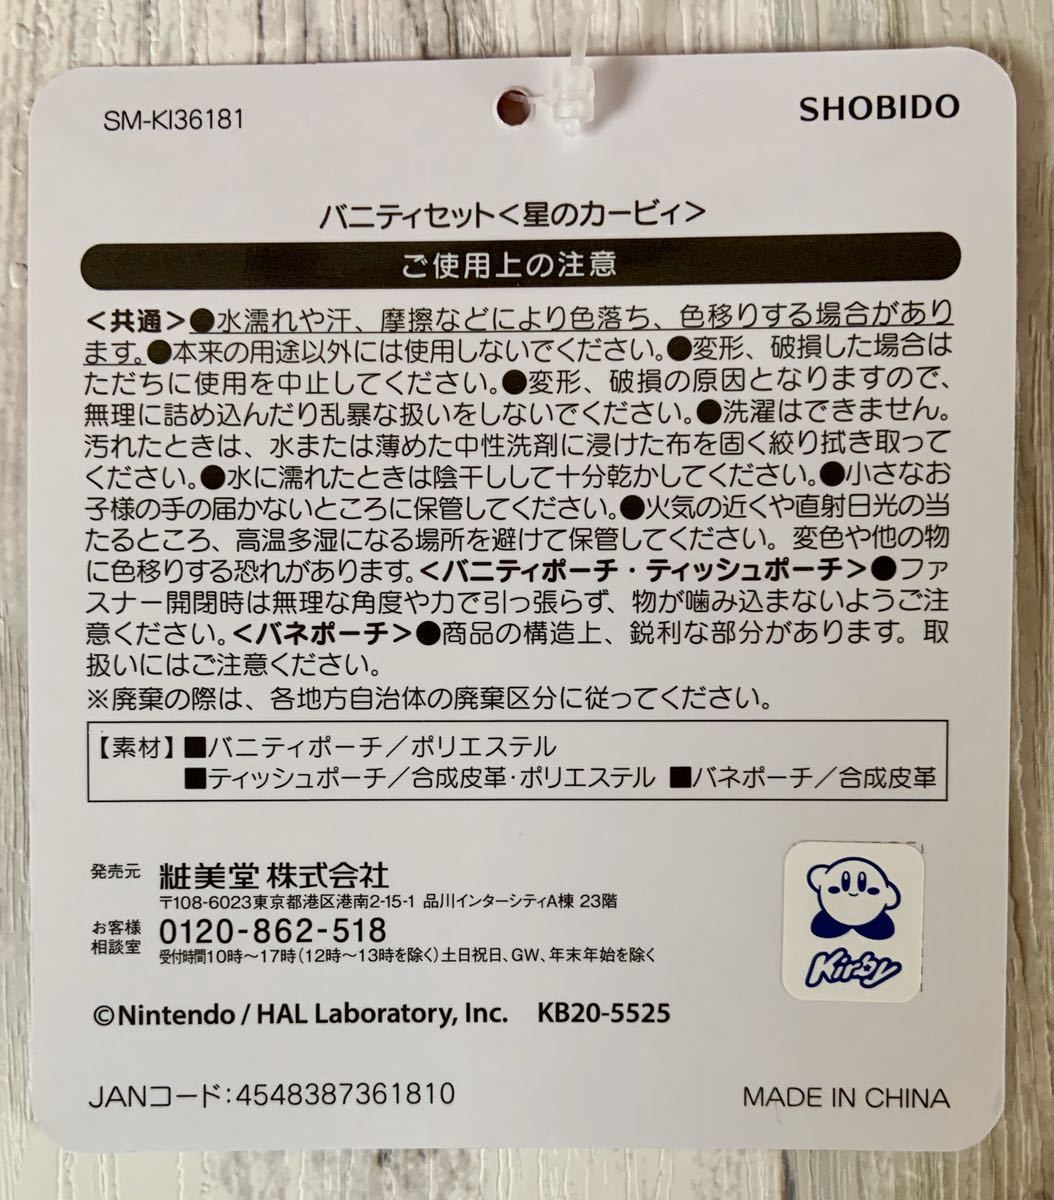 SM-KI36181
SHOBIDO
バニティセット＜星のカービィ＞
ご使用上の注意
＜共通＞●水濡れや汗、摩擦などにより色落ち、色移りする場合があり
ます。●本来の用途以外には使用しないでください。●変形、破損した場合は
ただちに使用を中止してください。●変形、破損の原因となりますので、
無理に詰め込んだり乱暴な扱いをしないでください。●洗濯はできません。
汚れたときは、水または薄めた中性洗剤に浸けた布を固く絞り拭き取って
ください。●水に濡れたときは陰干しして十分乾かしてください。●小さなお
子様の手の届かないところに保管してください。●火気の近くや直射日光の当
たるところ、高温多湿になる場所を避けて保管してください。変色や他の物
に色移りする恐れがあります。＜バニティポーチ・ティッシュポーチ＞●ファ
スナー開閉時は無理な角度や力で引っ張らず、物が噛み込まないようご注
意ください。＜バネポーチ＞●商品の構造上、鋭利な部分があります。取
扱いにはご注意ください。
※廃棄の際は、各地方自治体の廃棄区分に従ってください。
【素材】■バニティポーチ／ポリエステル
■ティッシュポーチ／合成皮革・ポリエステル ■バネポーチ／合成皮革
発売元 粧美堂 株式会社
〒108-6023東京都港区港南2-15-1 品川インターシティA棟 23階
お客様
相談室 0120-862-518
受付時間10時～17時（12時～13時を除く）土日祝日、GW、年末年始を除く
Kirby
©Nintendo / HAL Laboratory, Inc. KB20-5525
JANコード:4548387361810
MADE IN CHINA